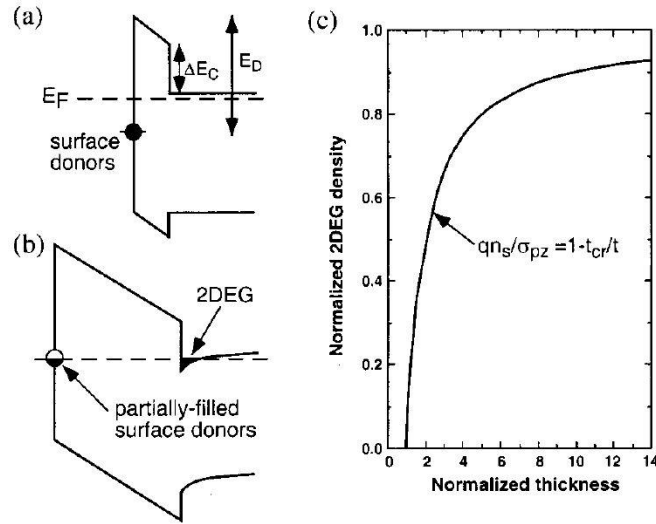 (a)
ΔE_C
E_D
E_F
surface
donors
(b)
2DEG
partially-filled
surface donors
(c)
Normalized 2DEG density
1.0
0.8
0.6
0.4
0.2
0.0
qn_s/σ_pz =1-t_cr/t
0 2 4 6 8 10 12 14
Normalized thickness